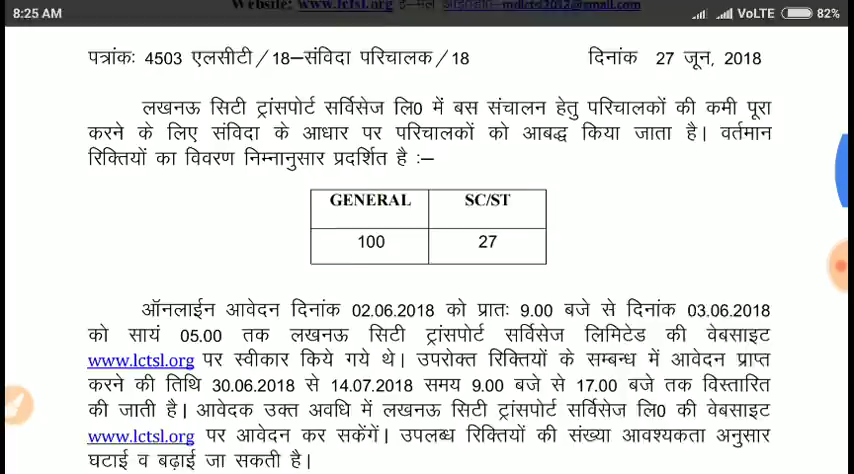 8:25 AM VoLTE 82%
Website: www.lctsl.org ई–मेल आईडी– mdlctsl2012@gmail.com
पत्रांकः 4503 एलसीटी/18–संविदा परिचालक/18 दिनांक 27 जून, 2018
लखनऊ सिटी ट्रांसपोर्ट सर्विसेज लि0 में बस संचालन हेतु परिचालकों की कमी पूरा
करने के लिए संविदा के आधार पर परिचालकों को आबद्ध किया जाता है। वर्तमान
रिक्तियों का विवरण निम्नानुसार प्रदर्शित है :–
GENERAL SC/ST
100 27
ऑनलाईन आवेदन दिनांक 02.06.2018 को प्रातः 9.00 बजे से दिनांक 03.06.2018
को सायं 05.00 तक लखनऊ सिटी ट्रांसपोर्ट सर्विसेज लिमिटेड की वेबसाइट
www.lctsl.org पर स्वीकार किये गये थे। उपरोक्त रिक्तियों के सम्बन्ध में आवेदन प्राप्त
करने की तिथि 30.06.2018 से 14.07.2018 समय 9.00 बजे से 17.00 बजे तक विस्तारित
की जाती है। आवेदक उक्त अवधि में लखनऊ सिटी ट्रांसपोर्ट सर्विसेज लि0 की वेबसाइट
www.lctsl.org पर आवेदन कर सकेंगें। उपलब्ध रिक्तियों की संख्या आवश्यकता अनुसार
घटाई व बढ़ाई जा सकती है।